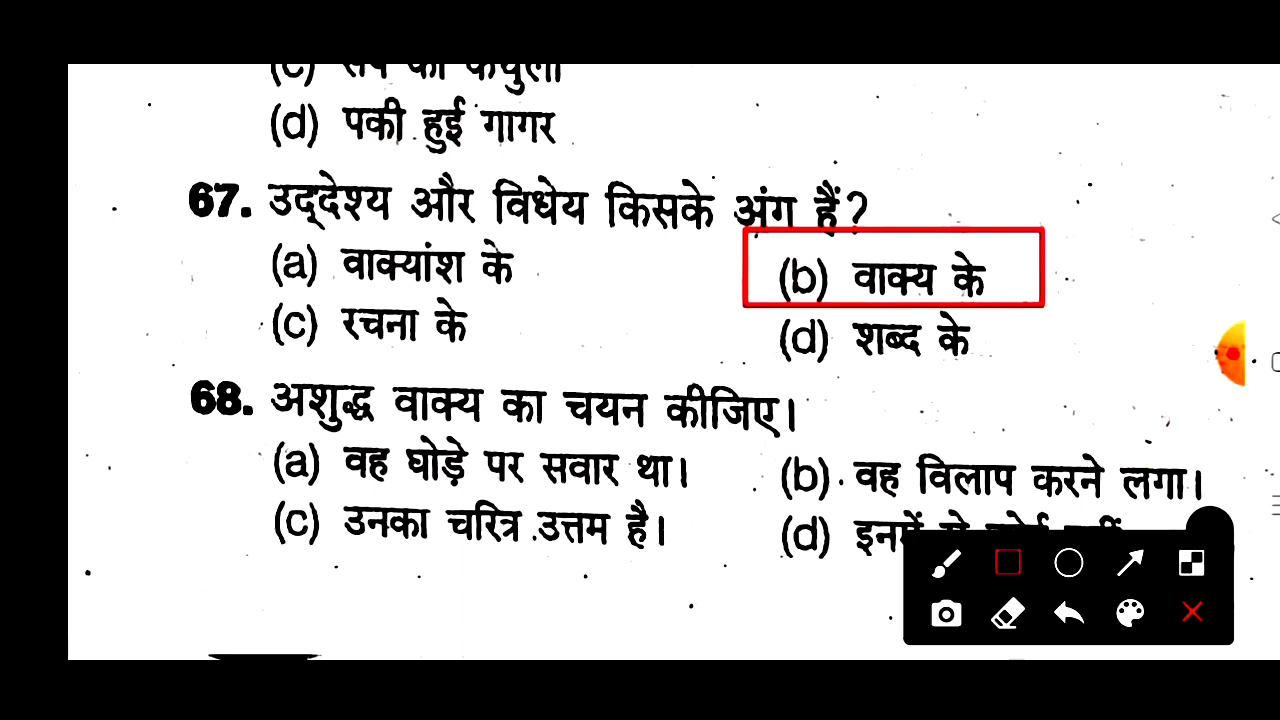 (d) पकी हुई गागर
67. उद्देश्य और विधेय किसके अंग हैं?
(a) वाक्यांश के (b) वाक्य के
(c) रचना के (d) शब्द के
68. अशुद्ध वाक्य का चयन कीजिए।
(a) वह घोड़े पर सवार था। (b) वह विलाप करने लगा।
(c) उनका चरित्र उत्तम है। (d)